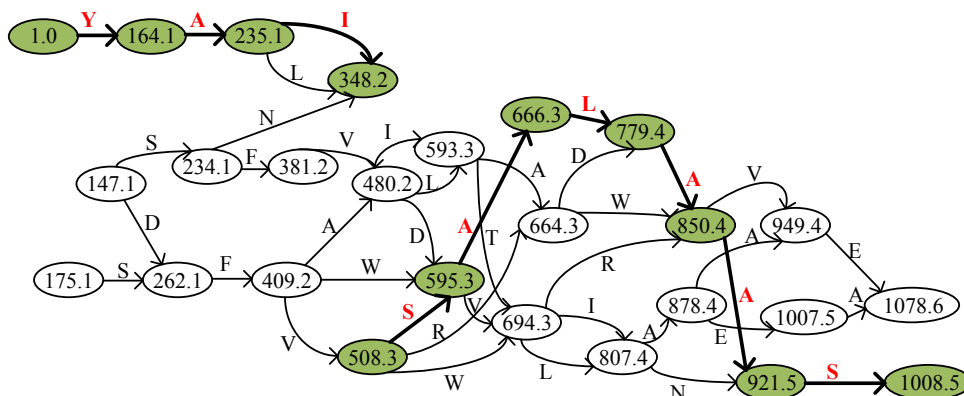 Y A I
1.0 164.1 235.1
L
348.2
N
666.3 L 779.4
S V I
234.1 F 381.2 593.3 D
147.1 480.2 L A A V
D A 664.3 W 850.4 949.4
D A T A
175.1 S 262.1 F 409.2 W 595.3 R E
A 1078.6
S V 878.4 1007.5 A
V R 694.3 I A E
508.3 807.4
W L N 921.5 S 1008.5